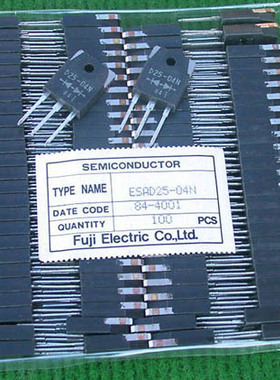 D25-04N
D25-04N
SEMICONDUCTOR
TYPE NAME ESAD25-04N
DATE CODE 84-4001
QUANTITY 100 PCS
Fuji Electric Co.,Ltd.